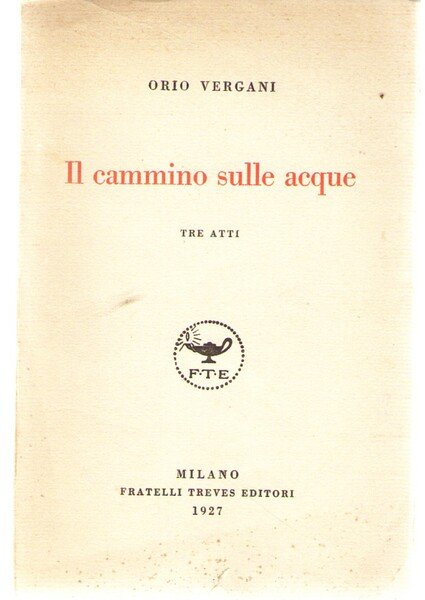 ORIO VERGANI
Il cammino sulle acque
TRE ATTI
F·T·E
MILANO
FRATELLI TREVES EDITORI
1927